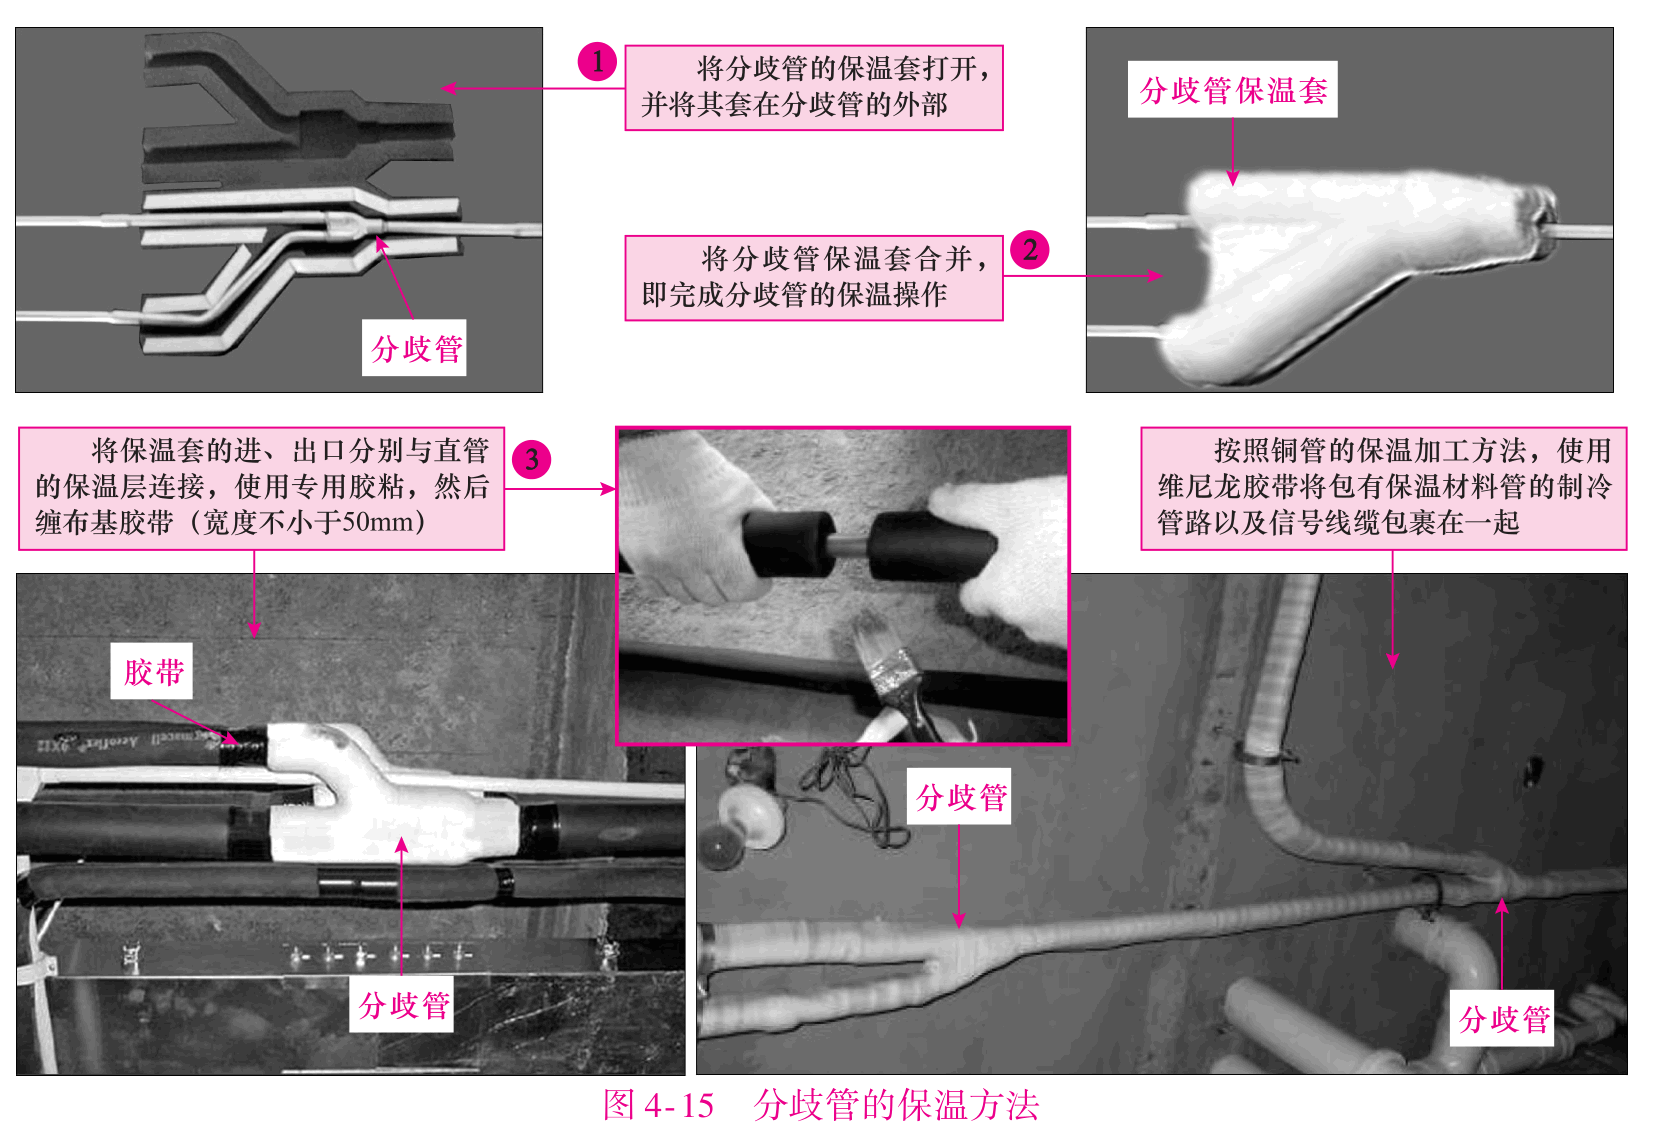 1
将分歧管的保温套打开，
并将其套在分歧管的外部
分歧管
分歧管保温套
2
将分歧管保温套合并，
即完成分歧管的保温操作
3
将保温套的进、出口分别与直管
的保温层连接，使用专用胶粘，然后
缠布基胶带（宽度不小于50mm）
按照铜管的保温加工方法，使用
维尼龙胶带将包有保温材料管的制冷
管路以及信号线缆包裹在一起
胶带
分歧管
分歧管
分歧管
图 4-15 分歧管的保温方法